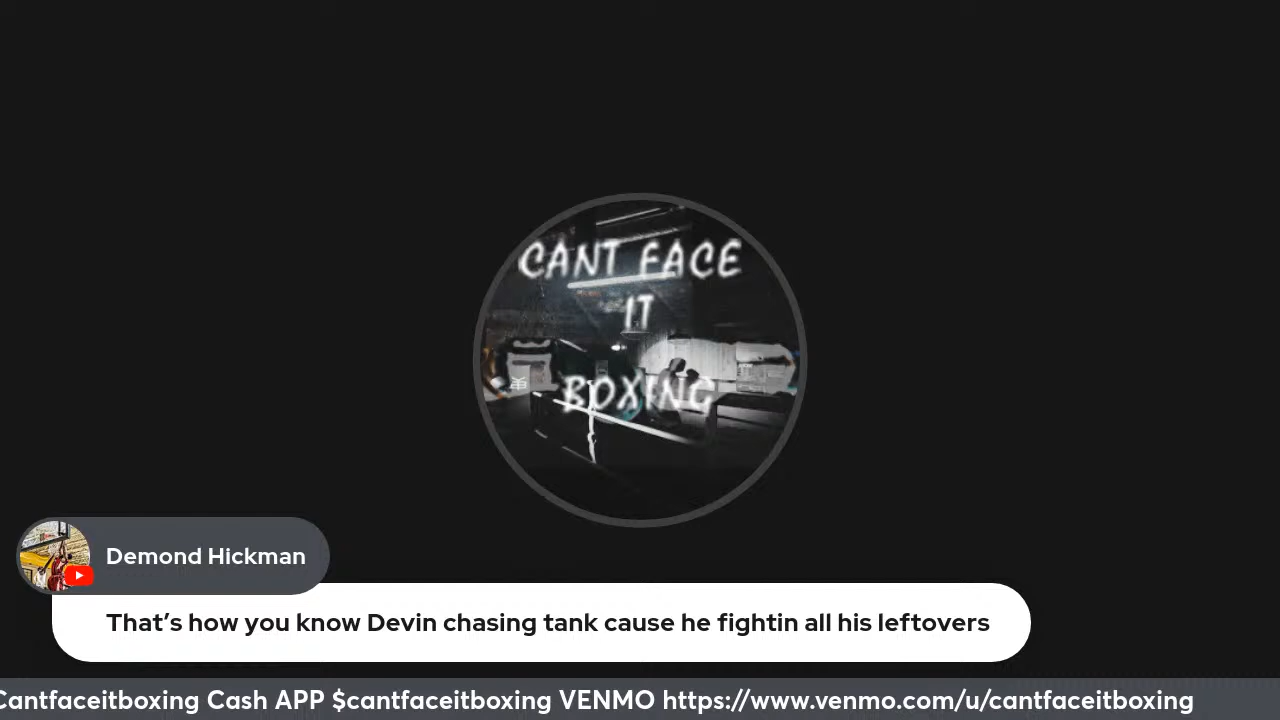 CANT FACE
IT
BOXING
Demond Hickman
That’s how you know Devin chasing tank cause he fightin all his leftovers
Cantfaceitboxing Cash APP $cantfaceitboxing VENMO https://www.venmo.com/u/cantfaceitboxing